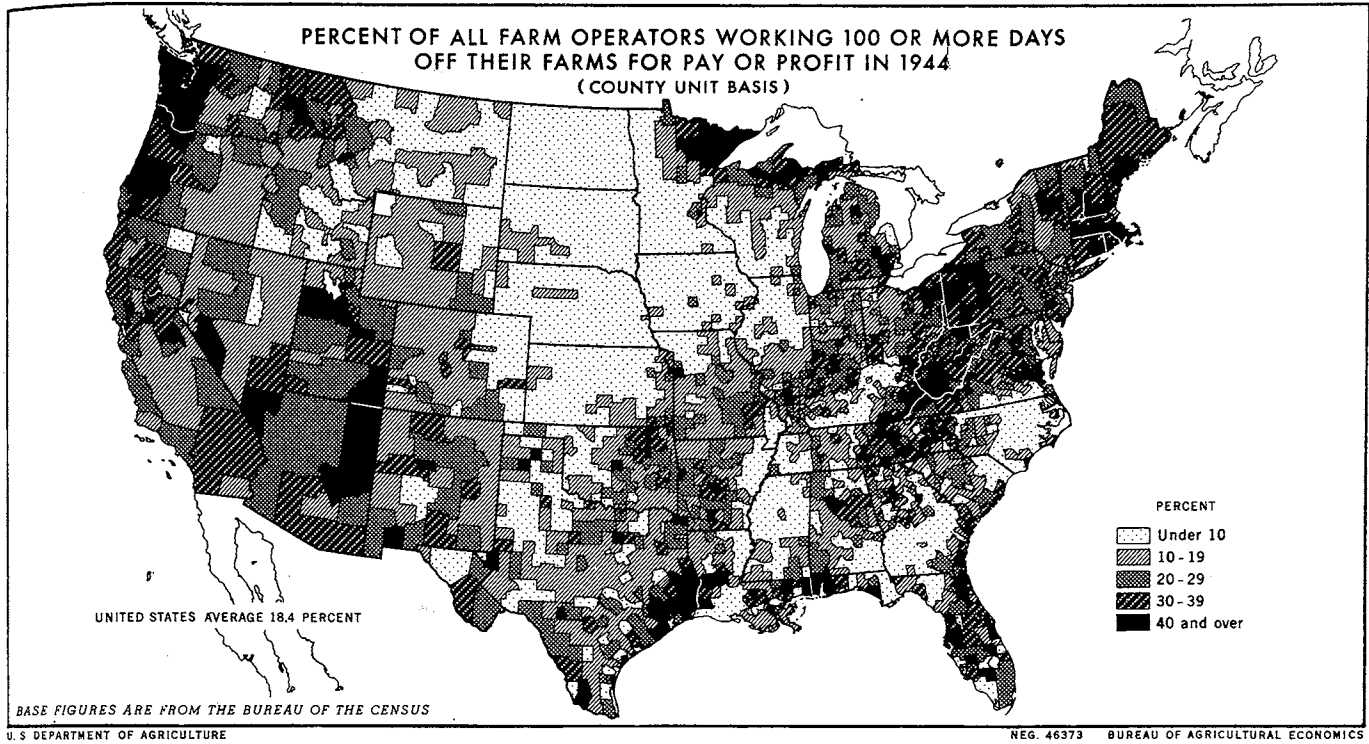 PERCENT OF ALL FARM OPERATORS WORKING 100 OR MORE DAYS
OFF THEIR FARMS FOR PAY OR PROFIT IN 1944
(COUNTY UNIT BASIS)
PERCENT
Under 10
10-19
20-29
30-39
40 and over
UNITED STATES AVERAGE 18.4 PERCENT
BASE FIGURES ARE FROM THE BUREAU OF THE CENSUS
U. S DEPARTMENT OF AGRICULTURE
NEG. 46373 BUREAU OF AGRICULTURAL ECONOMICS